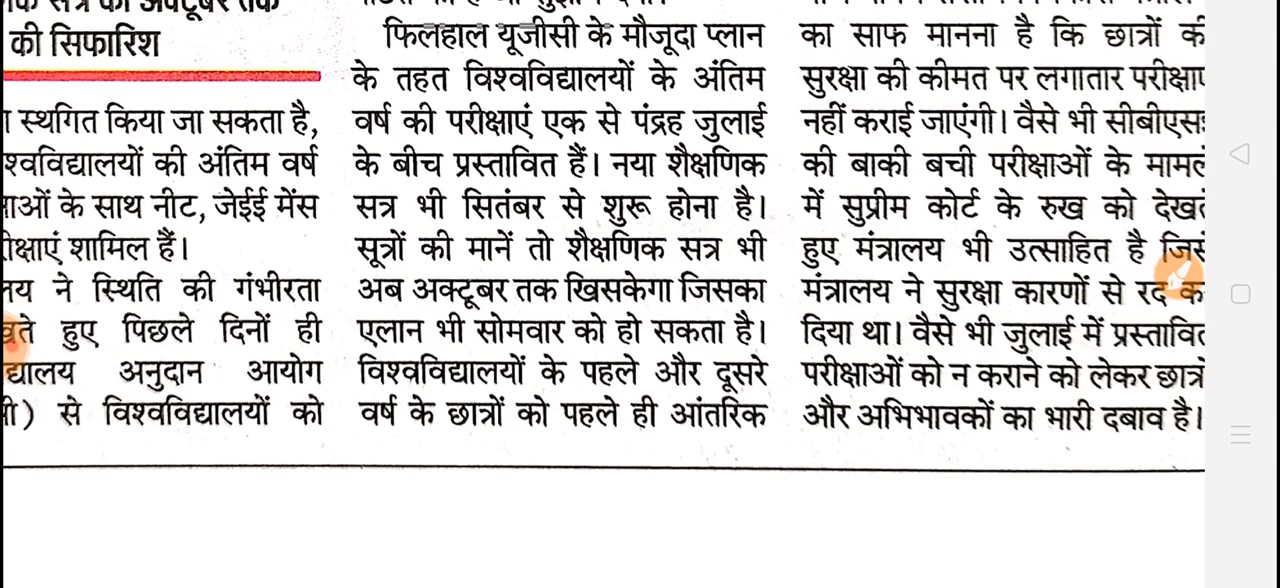 की सिफारिश
स्थगित किया जा सकता है,
श्वविद्यालयों की अंतिम वर्ष
के साथ नीट, जेईई मेंस
शामिल हैं।
ने स्थिति की गंभीरता
हुए पिछले दिनों ही
अनुदान आयोग
से विश्वविद्यालयों को
फिलहाल यूजीसी के मौजूदा प्लान
के तहत विश्वविद्यालयों के अंतिम
वर्ष की परीक्षाएं एक से पंद्रह जुलाई
के बीच प्रस्तावित हैं। नया शैक्षणिक
सत्र भी सितंबर से शुरू होना है।
सूत्रों की मानें तो शैक्षणिक सत्र भी
अब अक्टूबर तक खिसकेगा जिसका
एलान भी सोमवार को हो सकता है।
विश्वविद्यालयों के पहले और दूसरे
वर्ष के छात्रों को पहले ही आंतरिक
का साफ मानना है कि छात्रों की
सुरक्षा की कीमत पर लगातार परीक्षाए
नहीं कराई जाएंगी। वैसे भी सीबीएस
की बाकी बची परीक्षाओं के मामल
में सुप्रीम कोर्ट के रुख को देखत
हुए मंत्रालय भी उत्साहित है जिस
मंत्रालय ने सुरक्षा कारणों से रद क
दिया था। वैसे भी जुलाई में प्रस्तावित
परीक्षाओं को न कराने को लेकर छात्रों
और अभिभावकों का भारी दबाव है।